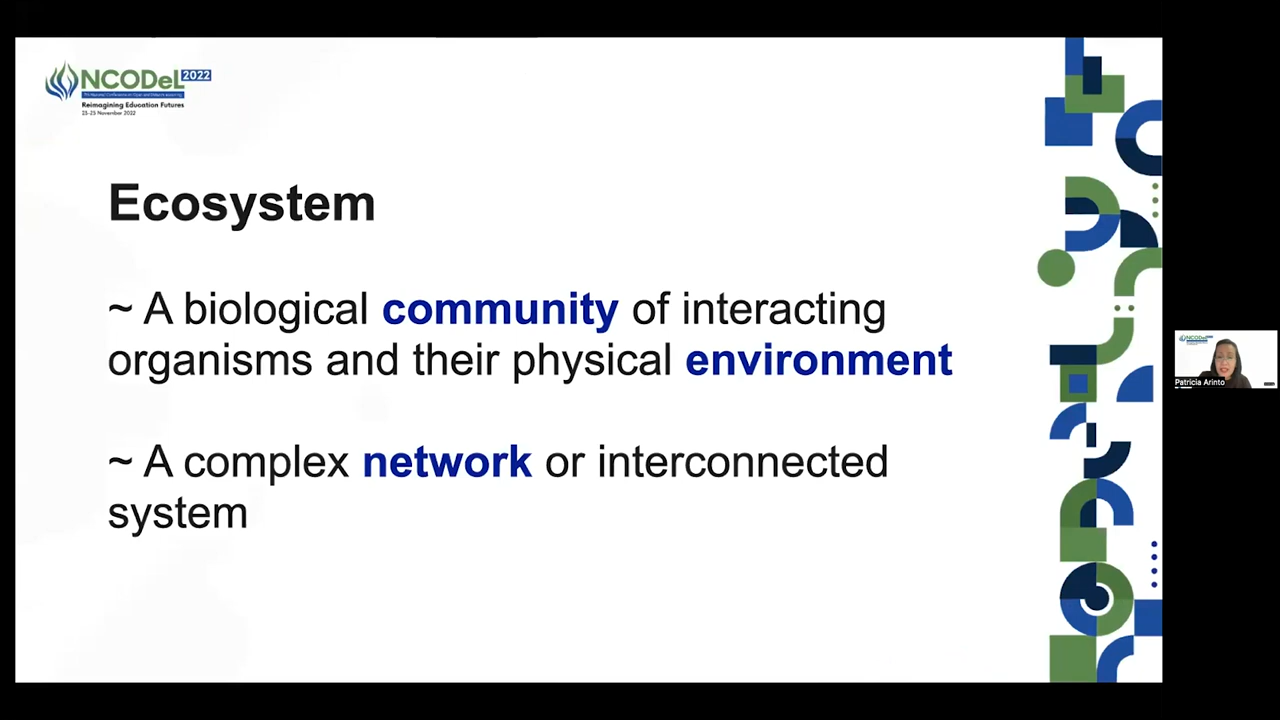 NCODeL 2022
Reimagining Education Futures
23-25 November 2022
Ecosystem
~ A biological community of interacting
organisms and their physical environment
~ A complex network or interconnected
system
NCODeL
Patricia Arinto